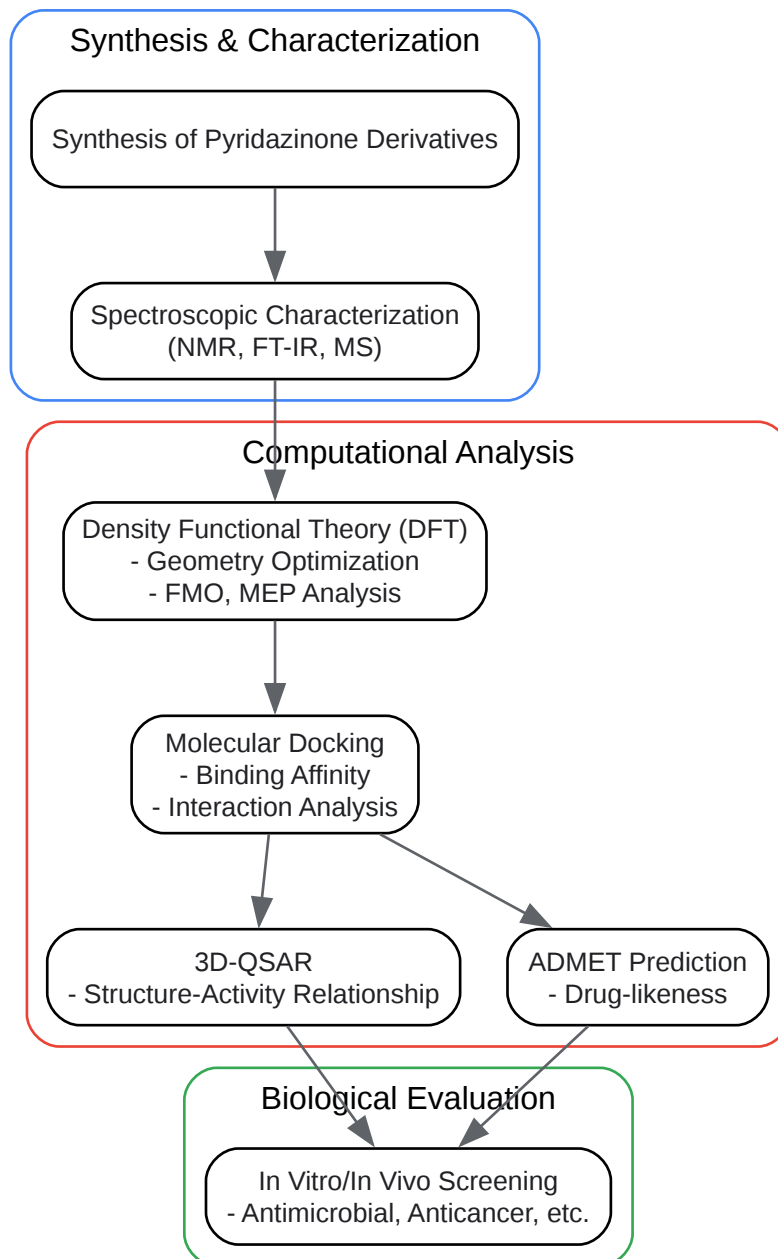 Synthesis & Characterization
Synthesis of Pyridazinone Derivatives
Spectroscopic Characterization
(NMR, FT-IR, MS)
Computational Analysis
Density Functional Theory (DFT)
- Geometry Optimization
- FMO, MEP Analysis
Molecular Docking
- Binding Affinity
- Interaction Analysis
3D-QSAR
- Structure-Activity Relationship
ADMET Prediction
- Drug-likeness
Biological Evaluation
In Vitro/In Vivo Screening
- Antimicrobial, Anticancer, etc.